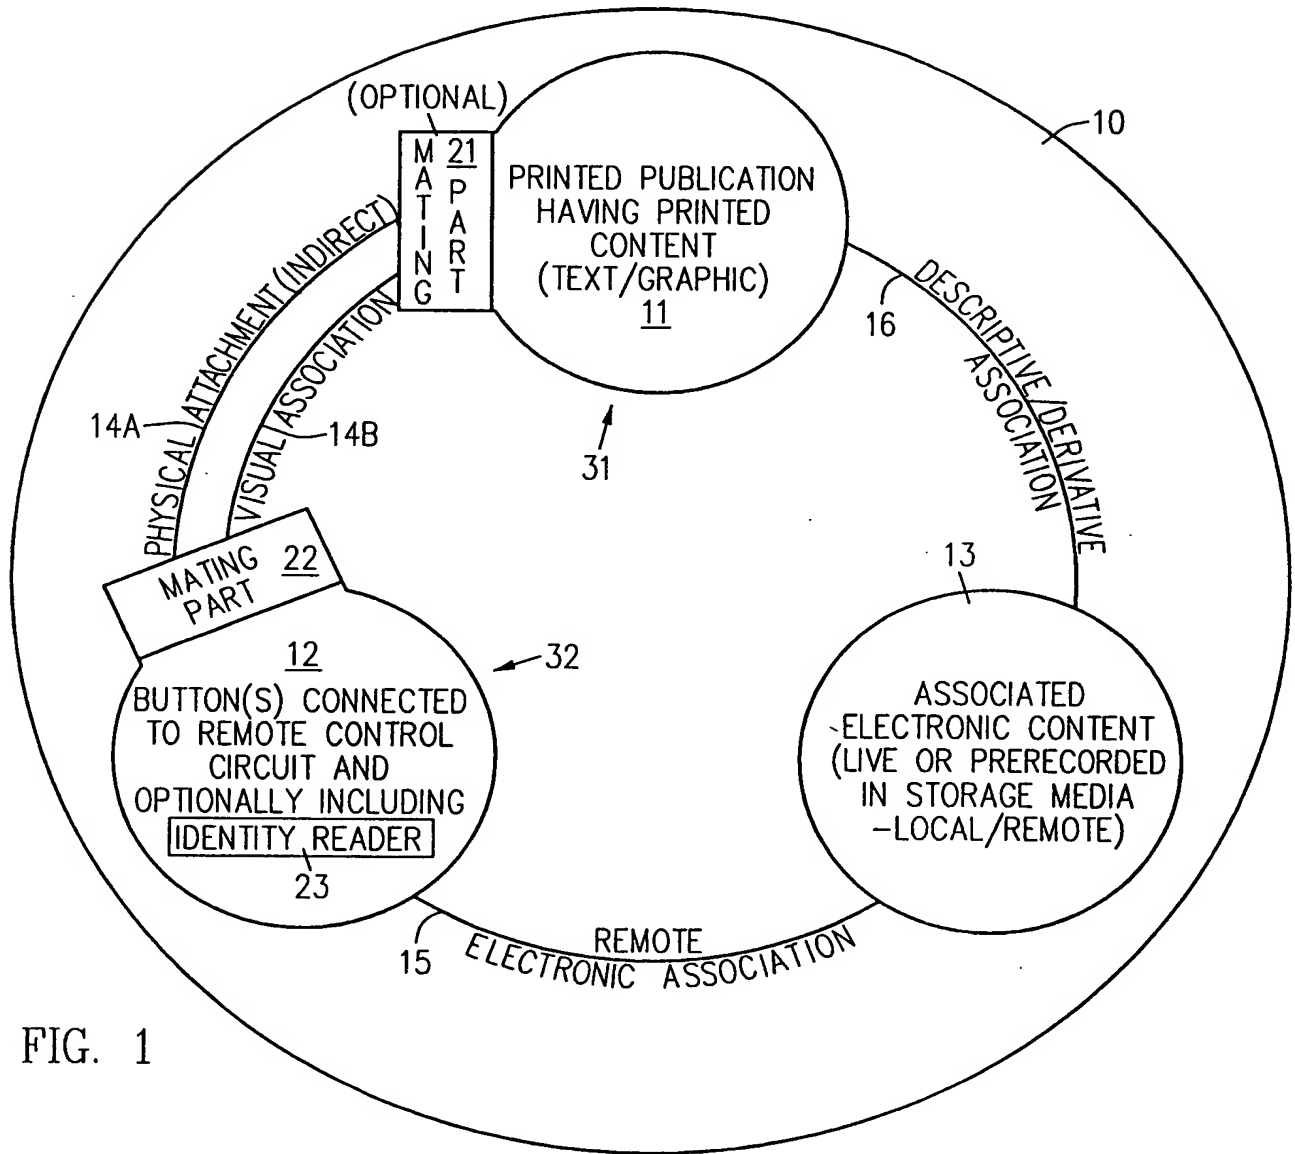 (OPTIONAL)
10
MATING
21
PART
PRINTED PUBLICATION
HAVING PRINTED
CONTENT
(TEXT/GRAPHIC)
11
PHYSICAL ATTACHMENT (INDIRECT)
VISUAL ASSOCIATION
14A
14B
31
16
DESCRIPTIVE/DERIVATIVE
ASSOCIATION
13
MATING
PART
22
12
32
BUTTON(S) CONNECTED
TO REMOTE CONTROL
CIRCUIT AND
OPTIONALLY INCLUDING
IDENTITY READER
23
ASSOCIATED
ELECTRONIC CONTENT
(LIVE OR PRERECORDED
IN STORAGE MEDIA
-LOCAL/REMOTE)
15
REMOTE
ELECTRONIC ASSOCIATION
FIG. 1